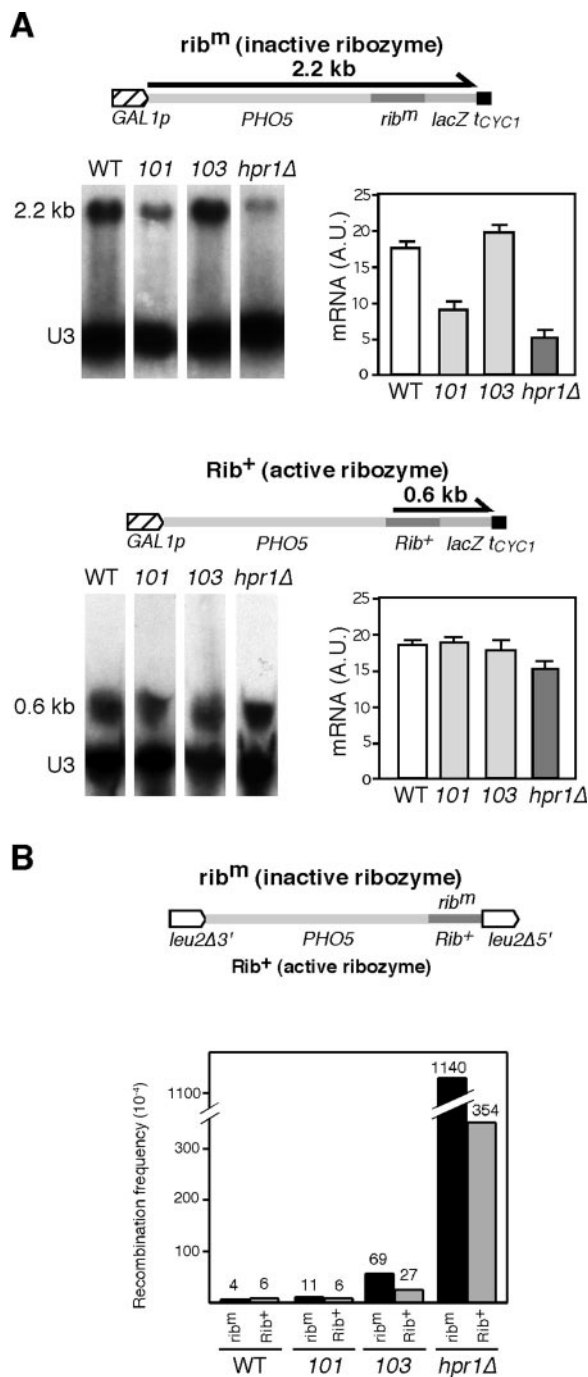 A
rib^m (inactive ribozyme)
2.2 kb
GAL1p PHO5 rib^m lacZ t_CYC1
WT 101 103 hpr1Δ
2.2 kb
U3
mRNA (A.U.)
25
20
15
10
5
0
WT 101 103 hpr1Δ
Rib⁺ (active ribozyme)
0.6 kb
GAL1p PHO5 Rib⁺ lacZ t_CYC1
WT 101 103 hpr1Δ
0.6 kb
U3
mRNA (A.U.)
25
20
15
10
5
0
WT 101 103 hpr1Δ
B
rib^m (inactive ribozyme)
rib^m
leu2Δ3' PHO5 Rib⁺ leu2Δ5'
Rib⁺ (active ribozyme)
Recombination frequency (10⁻⁴)
1100
300
200
100
4 6 11 6 69 27 1140 354
rib^m Rib⁺ rib^m Rib⁺ rib^m Rib⁺ rib^m Rib⁺
WT 101 103 hpr1Δ